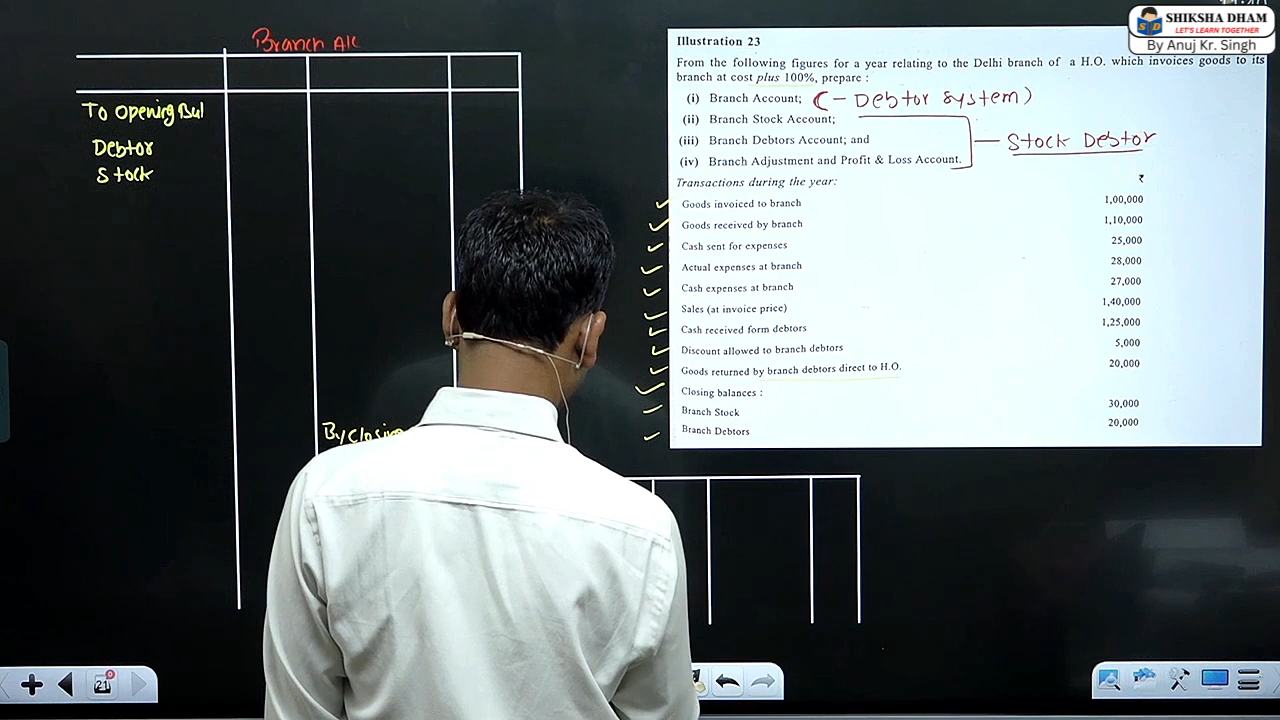 SHIKSHA DHAM
LET'S LEARN TOGETHER
By Anuj Kr. Singh
Branch A/c
To Opening Bal
Debtor
Stock
By Closing
Illustration 23
From the following figures for a year relating to the Delhi branch of a H.O. which invoices goods to its
branch at cost plus 100%, prepare :
(i) Branch Account; (- Debtor System)
(ii) Branch Stock Account;
(iii) Branch Debtors Account; and
Stock Debtor
(iv) Branch Adjustment and Profit & Loss Account.
Transactions during the year: ₹
Goods invoiced to branch 1,00,000
Goods received by branch 1,10,000
Cash sent for expenses 25,000
Actual expenses at branch 28,000
Cash expenses at branch 27,000
Sales (at invoice price) 1,40,000
Cash received form debtors 1,25,000
Discount allowed to branch debtors 5,000
Goods returned by branch debtors direct to H.O. 20,000
Closing balances :
Branch Stock 30,000
Branch Debtors 20,000
21